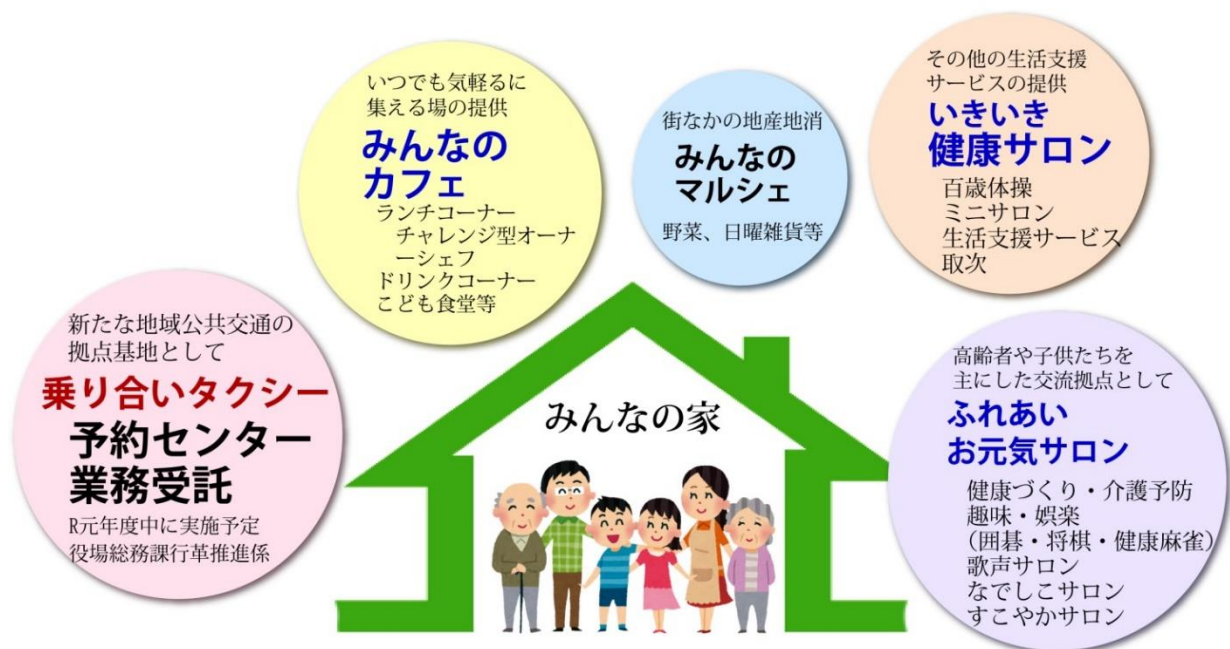 いつでも気軽るに
集える場の提供
みんなの
カフェ
ランチコーナー
チャレンジ型オーナ
ーシェフ
ドリンクコーナー
こども食堂等
街なかの地産地消
みんなの
マルシェ
野菜、日曜雑貨等
その他の生活支援
サービスの提供
いきいき
健康サロン
百歳体操
ミニサロン
生活支援サービス
取次
新たな地域公共交通の
拠点基地として
乗り合いタクシー
予約センター
業務受託
R元年度中に実施予定
役場総務課行革推進係
みんなの家
高齢者や子供たちを
主にした交流拠点として
ふれあい
お元気サロン
健康づくり・介護予防
趣味・娯楽
(囲碁・将棋・健康麻雀)
歌声サロン
なでしこサロン
すこやかサロン